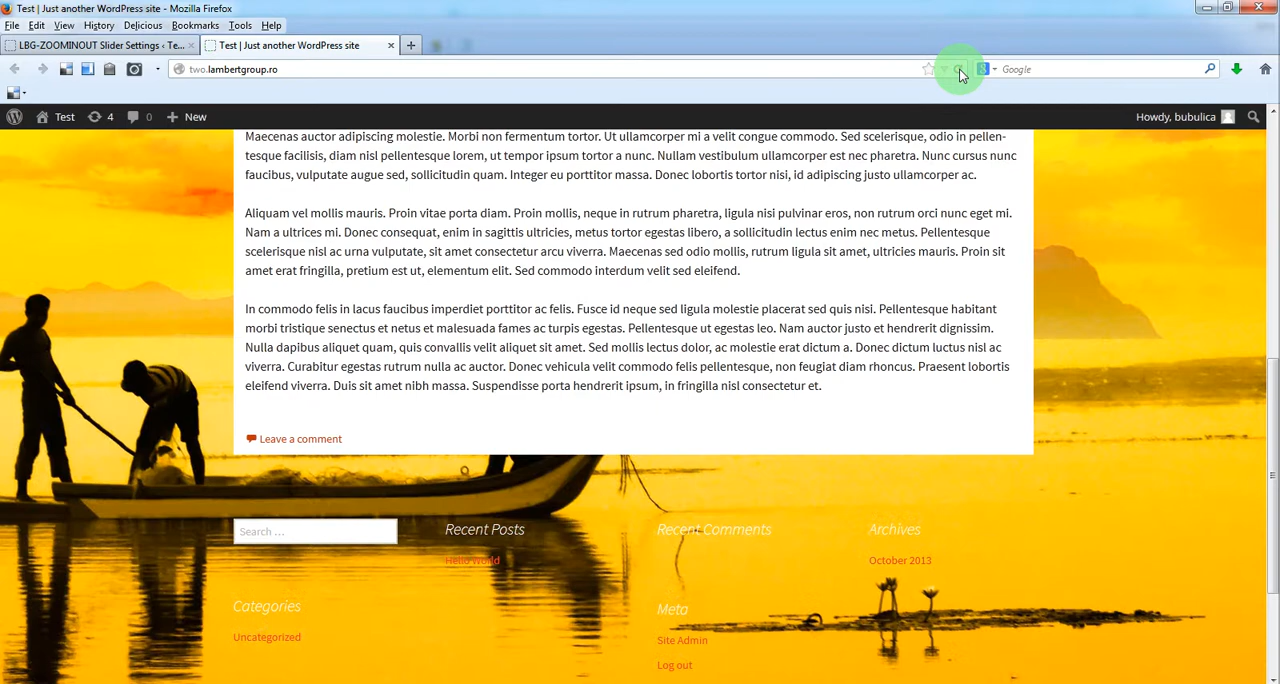 Test | Just another WordPress site - Mozilla Firefox
File Edit View History Delicious Bookmarks Tools Help
LBG-ZOOMINOUT Slider Settings ‹ Te... × Test | Just another WordPress site × +
two.lambertgroup.ro Google
Test 4 0 + New Howdy, bubulica
Maecenas auctor adipiscing molestie. Morbi non fermentum tortor. Ut ullamcorper mi a velit congue commodo. Sed scelerisque, odio in pellen-
tesque facilisis, diam nisl pellentesque lorem, ut tempor ipsum tortor a nunc. Nullam vestibulum ullamcorper est nec pharetra. Nunc cursus nunc
faucibus, vulputate augue sed, sollicitudin quam. Integer eu porttitor massa. Donec lobortis tortor nisi, id adipiscing justo ullamcorper ac.
Aliquam vel mollis mauris. Proin vitae porta diam. Proin mollis, neque in rutrum pharetra, ligula nisi pulvinar eros, non rutrum orci nunc eget mi.
Nam a ultrices mi. Donec consequat, enim in sagittis ultricies, metus tortor egestas libero, a sollicitudin lectus enim nec metus. Pellentesque
scelerisque nisl ac urna vulputate, sit amet consectetur arcu viverra. Maecenas sed odio mollis, rutrum ligula sit amet, ultricies mauris. Proin sit
amet erat fringilla, pretium est ut, elementum elit. Sed commodo interdum velit sed eleifend.
In commodo felis in lacus faucibus imperdiet porttitor ac felis. Fusce id neque sed ligula molestie placerat sed quis nisi. Pellentesque habitant
morbi tristique senectus et netus et malesuada fames ac turpis egestas. Pellentesque ut egestas leo. Nam auctor justo et hendrerit dignissim.
Nulla dapibus aliquet quam, quis convallis velit aliquet sit amet. Sed mollis lectus dolor, ac molestie erat dictum a. Donec dictum luctus nisl ac
viverra. Curabitur egestas rutrum nulla ac auctor. Donec vehicula velit commodo felis pellentesque, non feugiat diam rhoncus. Praesent lobortis
eleifend viverra. Duis sit amet nibh massa. Suspendisse porta hendrerit ipsum, in fringilla nisl consectetur et.
Leave a comment
Search ... Recent Posts Recent Comments Archives
Hello World October 2013
Categories Meta
Uncategorized Site Admin
Log out